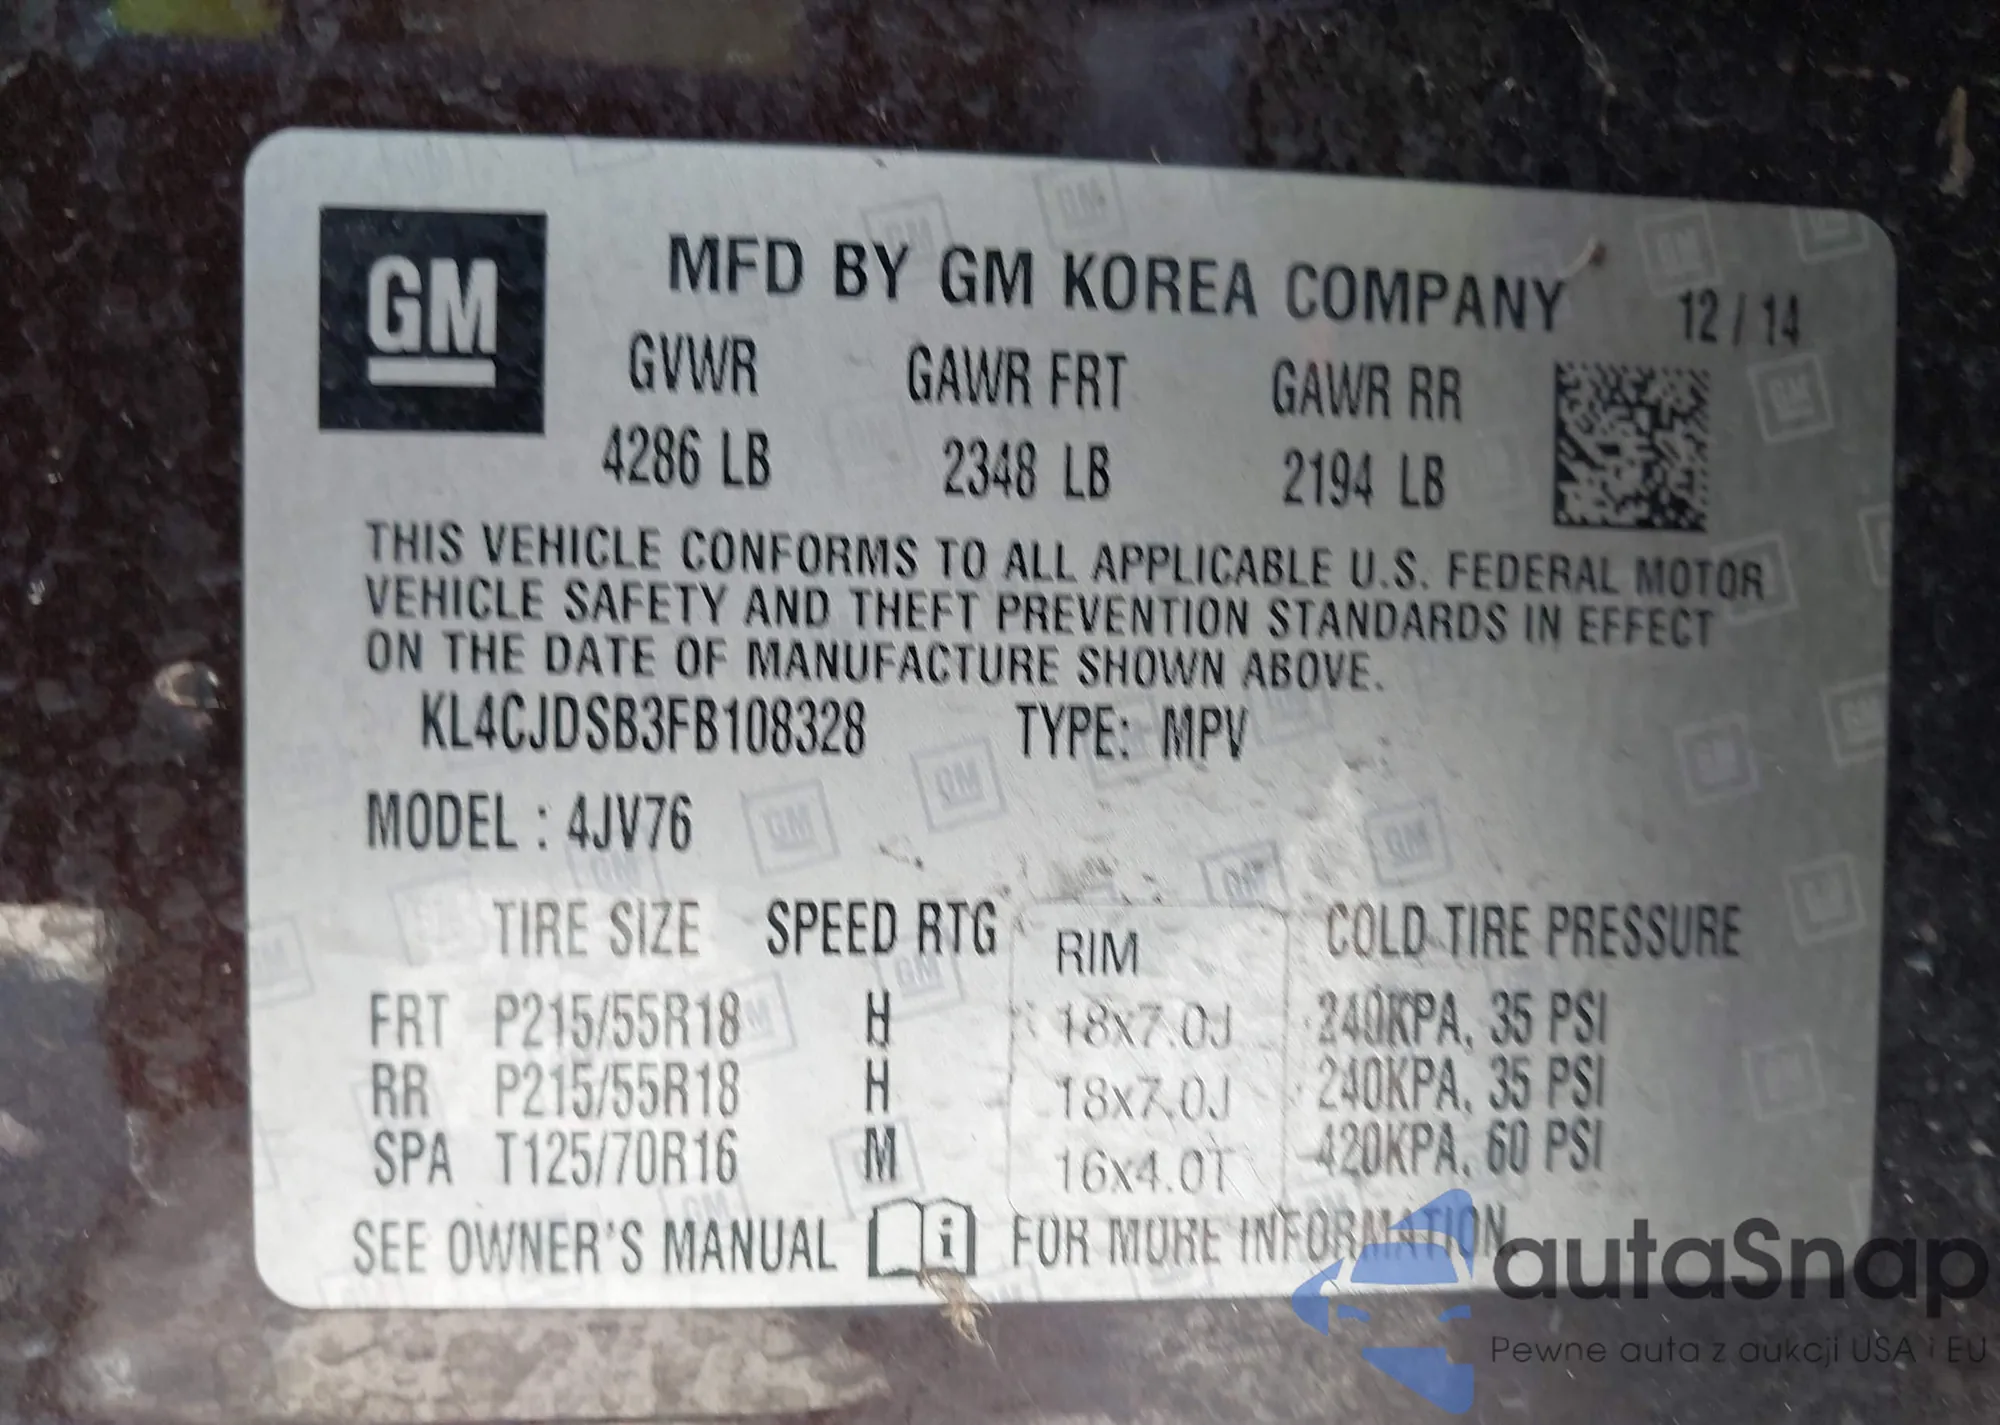 GM
MFD BY GM KOREA COMPANY 12 / 14
GVWR GAWR FRT GAWR RR
4286 LB 2348 LB 2194 LB
THIS VEHICLE CONFORMS TO ALL APPLICABLE U.S. FEDERAL MOTOR
VEHICLE SAFETY AND THEFT PREVENTION STANDARDS IN EFFECT
ON THE DATE OF MANUFACTURE SHOWN ABOVE.
KL4CJDSB3FB108328 TYPE: MPV
MODEL : 4JV76
TIRE SIZE SPEED RTG RIM COLD TIRE PRESSURE
FRT P215/55R18 H 18x7.0J 240KPA, 35 PSI
RR P215/55R18 H 18x7.0J 240KPA, 35 PSI
SPA T125/70R16 M 16x4.0T 420KPA, 60 PSI
SEE OWNER'S MANUAL i FOR MORE INFORMATION.
autaSnap
Pewne auta z aukcji USA i EU